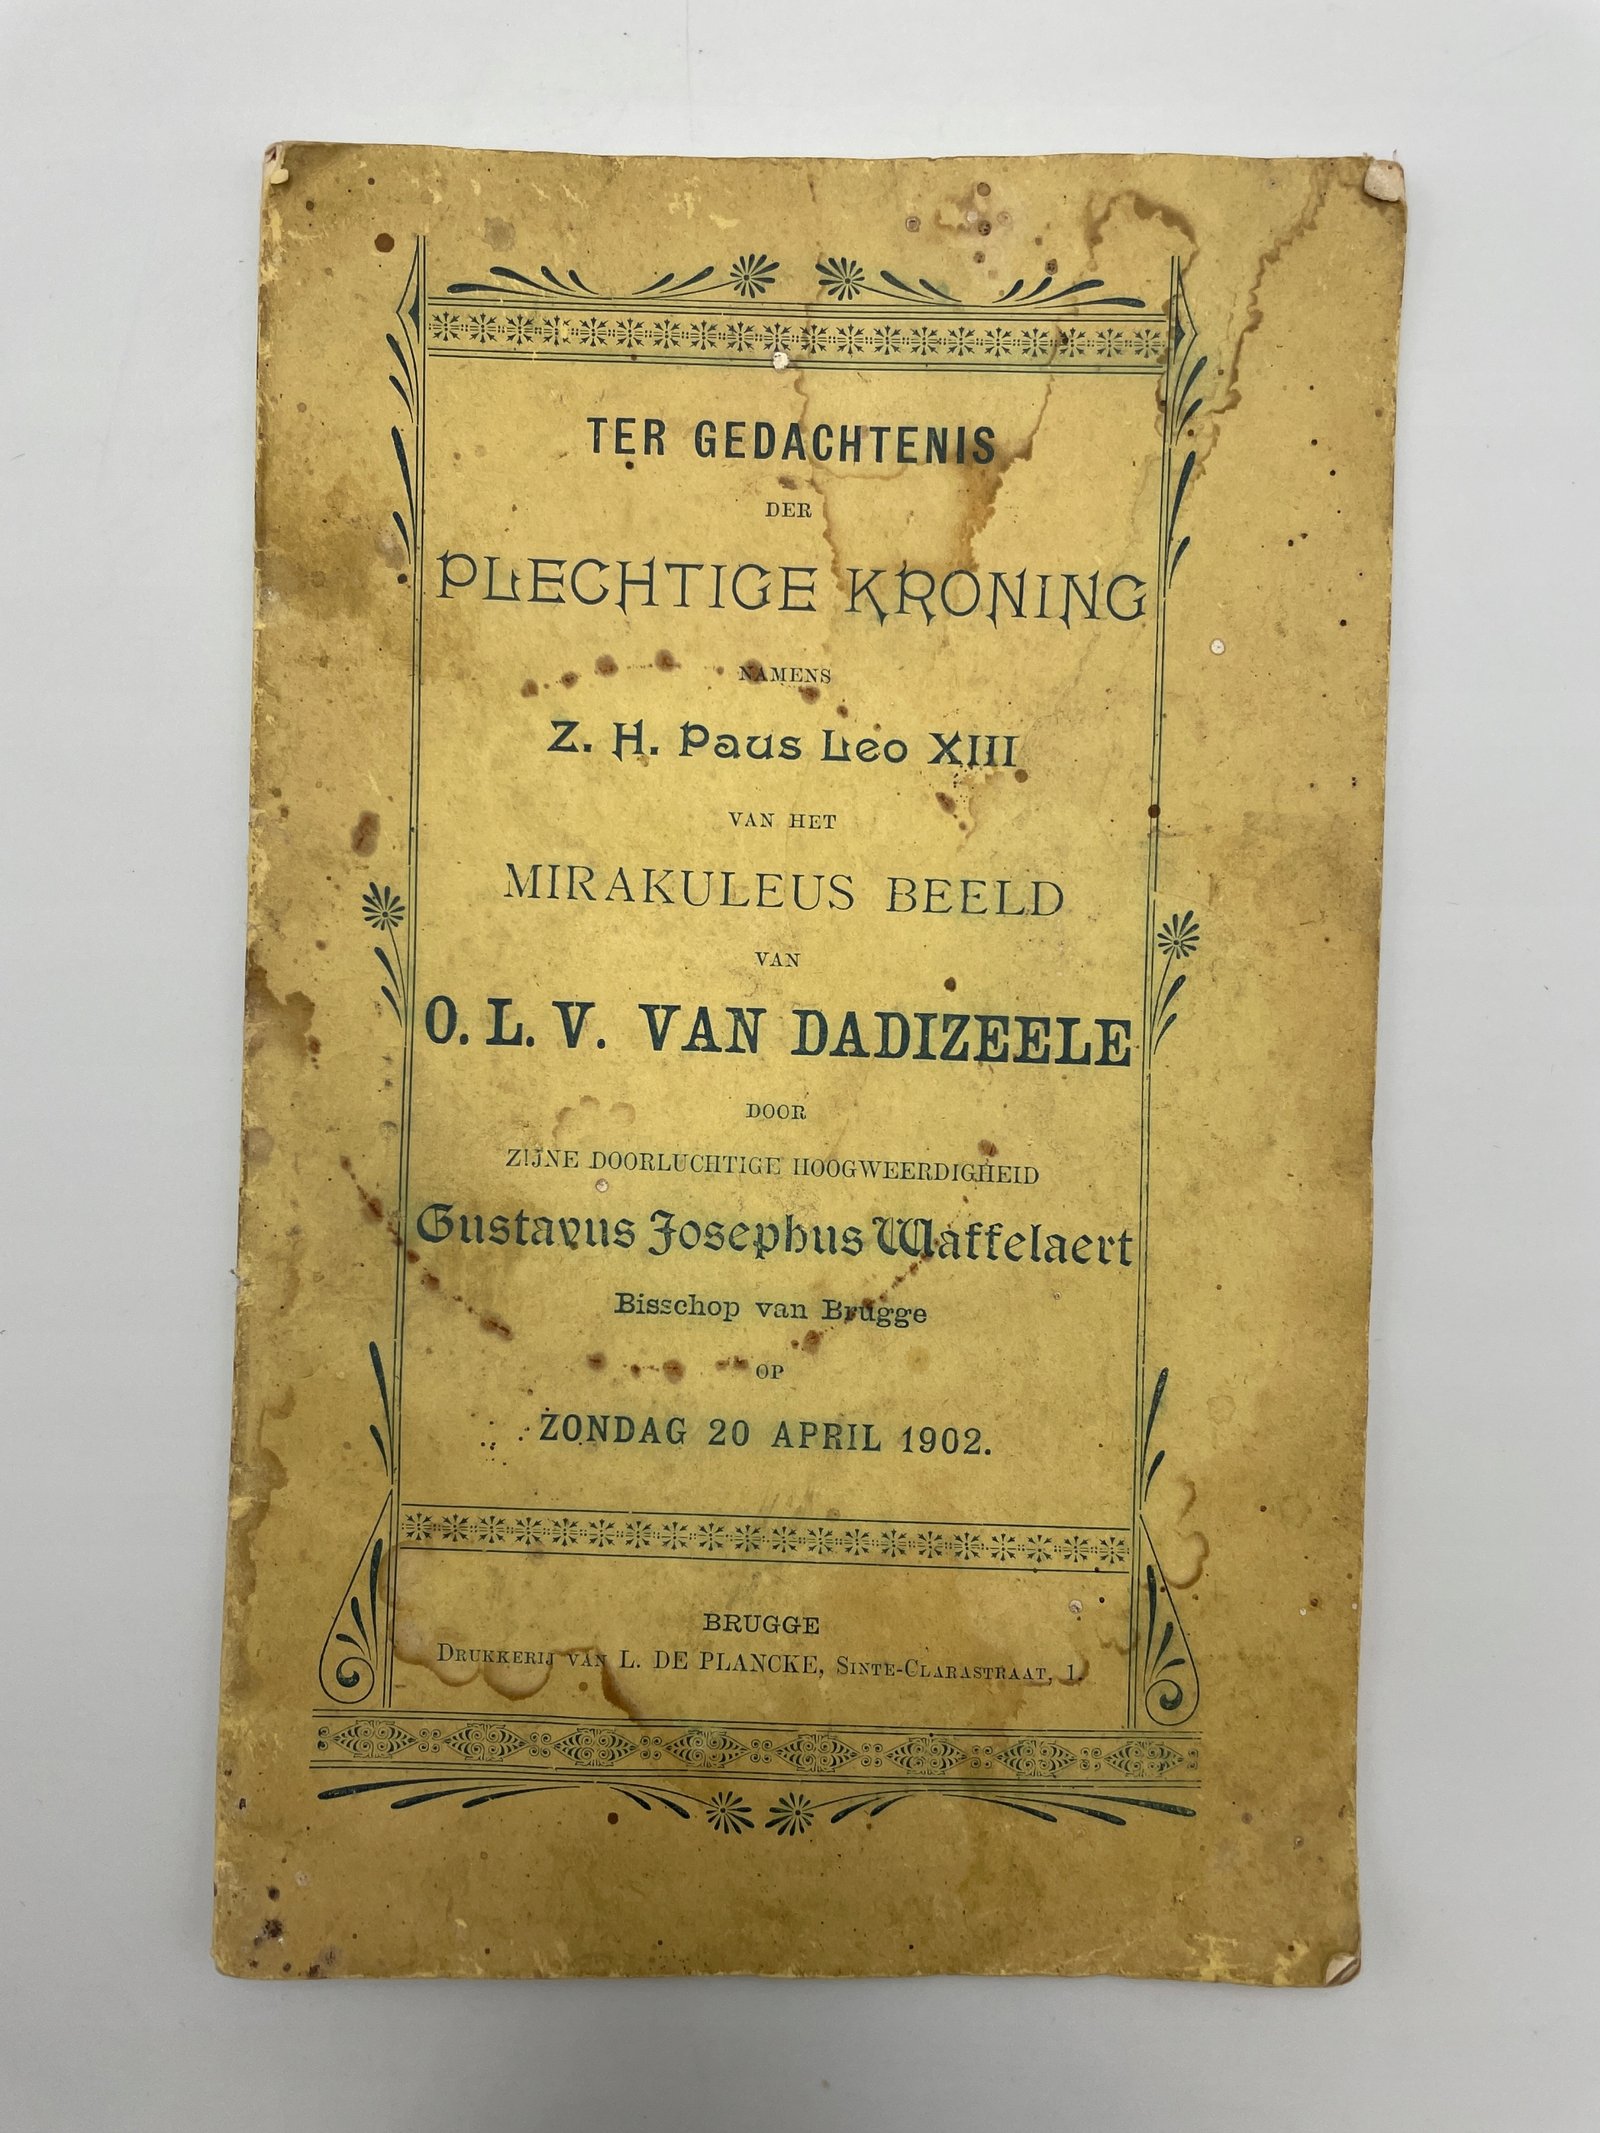 TER GEDACHTENIS
DER
PLECHTIGE KRONING
NAMENS
Z. H. Paus Leo XIII
VAN HET
MIRAKULEUS BEELD
VAN
O. L. V. VAN DADIZEELE
DOOR
ZIJNE DOORLUCHTIGE HOOGWEERDIGHEID
Gustavus Josephus Waffelaert
Bisschop van Brugge
OP
ZONDAG 20 APRIL 1902.
BRUGGE
DRUKKERIJ VAN L. DE PLANCKE, SINTE-CLARASTRAAT, 1.